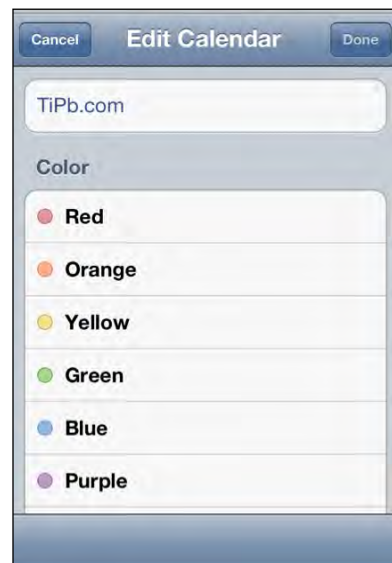 Cancel Edit Calendar Done
TiPb.com
Color
Red
Orange
Yellow
Green
Blue
Purple